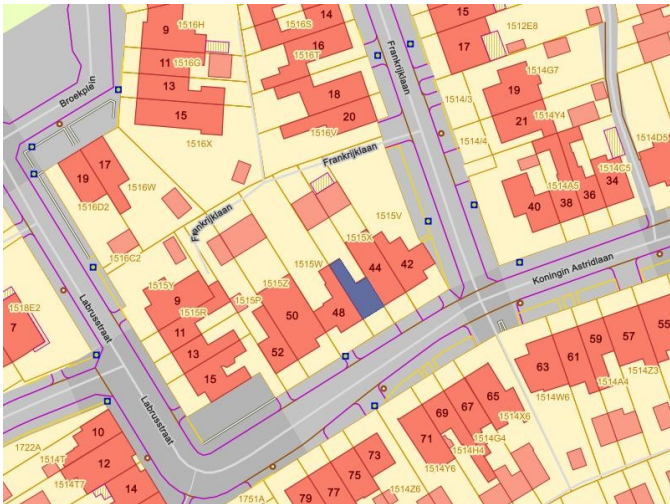 1516H
9
1516S
14
16
1516T
15
17
1512E8
Frankrijklaan
11
1516G
13
15
1516X
18
20
1516V
1514G7
19
21
1514Y4
1514/3
1514/4
1514C5
1514D5
Broekplein
17
19
1516W
1516D2
Frankrijklaan
1514A5
40
38
36
34
1516C2
Frankrijklaan
1515V
1515W
1515X
44
42
Koningin Astridlaan
1518E2
7
1515Y
9
1515R
11
13
15
1515P
1515Z
50
52
48
Labrusstraat
Labrusstraat
63
61
59
57
55
1514Z3
1514A4
1514W6
65
67
69
71
1514X6
1514G4
1514H4
1514Y6
1722A
10
1514T
12
1514T7
14
73
75
77
79
1514Z6
1751A